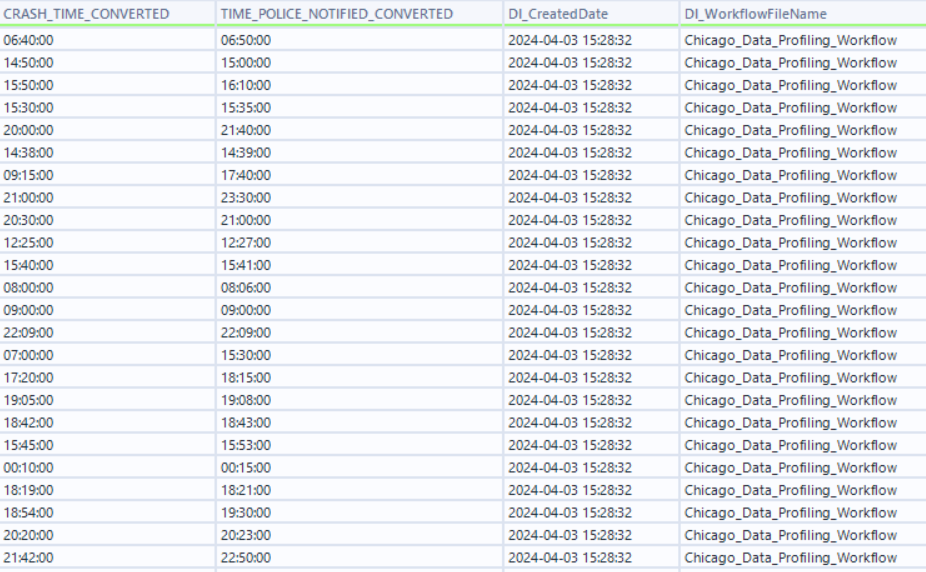 CRASH_TIME_CONVERTED TIME_POLICE_NOTIFIED_CONVERTED DI_CreatedDate DI_WorkflowFileName
06:40:00 06:50:00 2024-04-03 15:28:32 Chicago_Data_Profiling_Workflow
14:50:00 15:00:00 2024-04-03 15:28:32 Chicago_Data_Profiling_Workflow
15:50:00 16:10:00 2024-04-03 15:28:32 Chicago_Data_Profiling_Workflow
15:30:00 15:35:00 2024-04-03 15:28:32 Chicago_Data_Profiling_Workflow
20:00:00 21:40:00 2024-04-03 15:28:32 Chicago_Data_Profiling_Workflow
14:38:00 14:39:00 2024-04-03 15:28:32 Chicago_Data_Profiling_Workflow
09:15:00 17:40:00 2024-04-03 15:28:32 Chicago_Data_Profiling_Workflow
21:00:00 23:30:00 2024-04-03 15:28:32 Chicago_Data_Profiling_Workflow
20:30:00 21:00:00 2024-04-03 15:28:32 Chicago_Data_Profiling_Workflow
12:25:00 12:27:00 2024-04-03 15:28:32 Chicago_Data_Profiling_Workflow
15:40:00 15:41:00 2024-04-03 15:28:32 Chicago_Data_Profiling_Workflow
08:00:00 08:06:00 2024-04-03 15:28:32 Chicago_Data_Profiling_Workflow
09:00:00 09:00:00 2024-04-03 15:28:32 Chicago_Data_Profiling_Workflow
22:09:00 22:09:00 2024-04-03 15:28:32 Chicago_Data_Profiling_Workflow
07:00:00 15:30:00 2024-04-03 15:28:32 Chicago_Data_Profiling_Workflow
17:20:00 18:15:00 2024-04-03 15:28:32 Chicago_Data_Profiling_Workflow
19:05:00 19:08:00 2024-04-03 15:28:32 Chicago_Data_Profiling_Workflow
18:42:00 18:43:00 2024-04-03 15:28:32 Chicago_Data_Profiling_Workflow
15:45:00 15:53:00 2024-04-03 15:28:32 Chicago_Data_Profiling_Workflow
00:10:00 00:15:00 2024-04-03 15:28:32 Chicago_Data_Profiling_Workflow
18:19:00 18:21:00 2024-04-03 15:28:32 Chicago_Data_Profiling_Workflow
18:54:00 19:30:00 2024-04-03 15:28:32 Chicago_Data_Profiling_Workflow
20:20:00 20:23:00 2024-04-03 15:28:32 Chicago_Data_Profiling_Workflow
21:42:00 22:50:00 2024-04-03 15:28:32 Chicago_Data_Profiling_Workflow